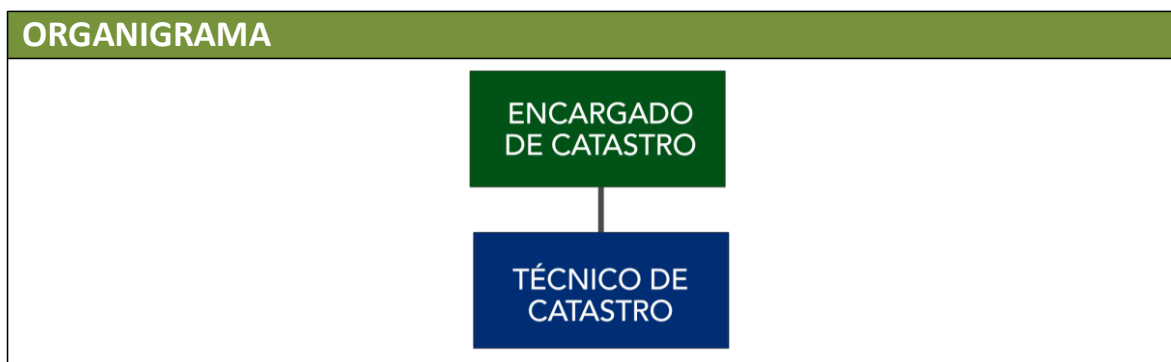 ORGANIGRAMA
ENCARGADO
DE CATASTRO
TÉCNICO DE
CATASTRO